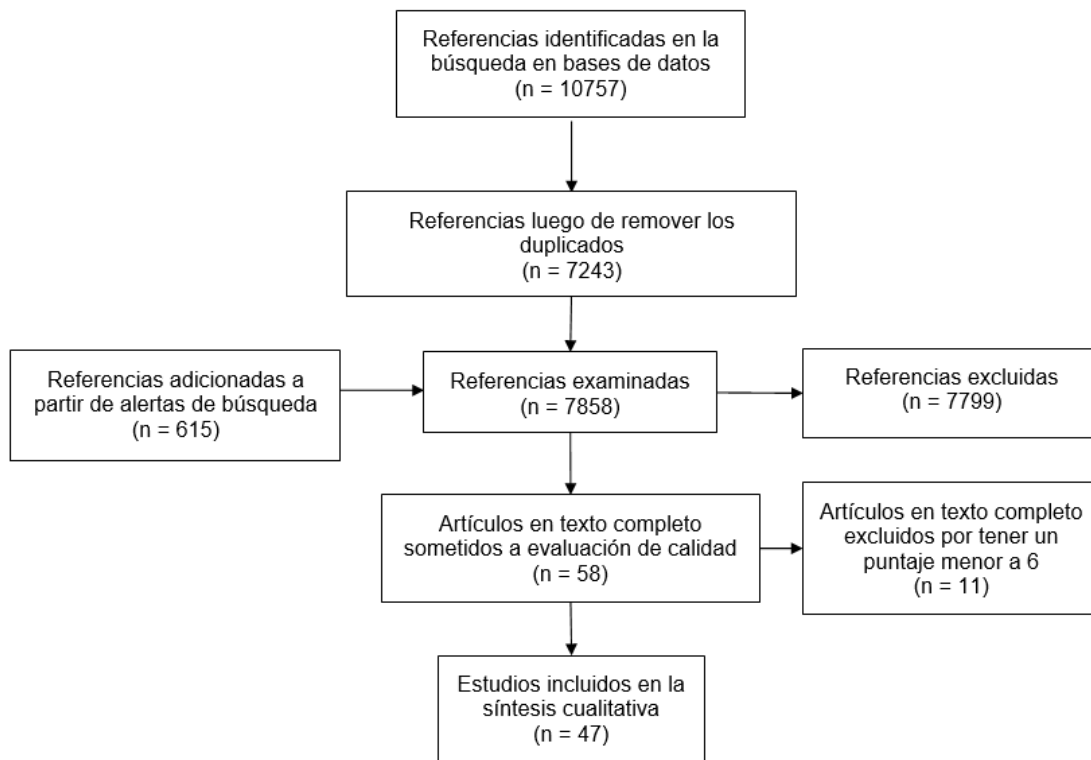 Referencias identificadas en la
búsqueda en bases de datos
(n = 10757)
Referencias luego de remover los
duplicados
(n = 7243)
Referencias adicionadas a
partir de alertas de búsqueda
(n = 615)
Referencias examinadas
(n = 7858)
Referencias excluidas
(n = 7799)
Artículos en texto completo
sometidos a evaluación de calidad
(n = 58)
Artículos en texto completo
excluidos por tener un
puntaje menor a 6
(n = 11)
Estudios incluidos en la
síntesis cualitativa
(n = 47)